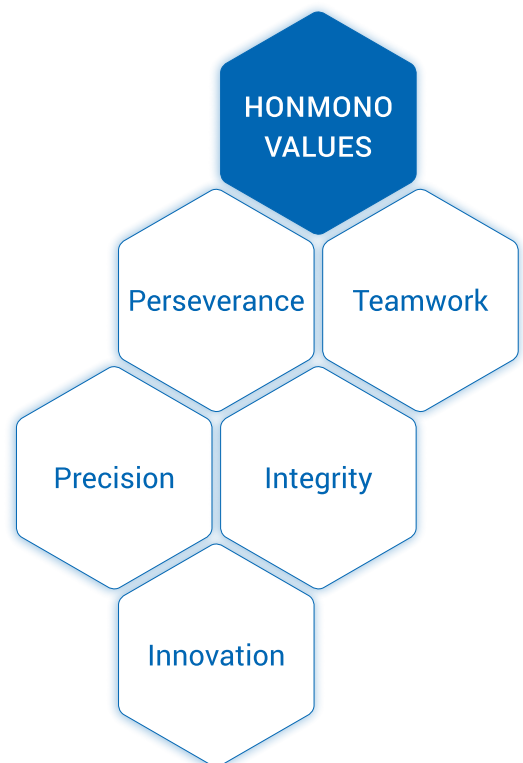 HONMONO
VALUES
Perseverance
Teamwork
Precision
Integrity
Innovation